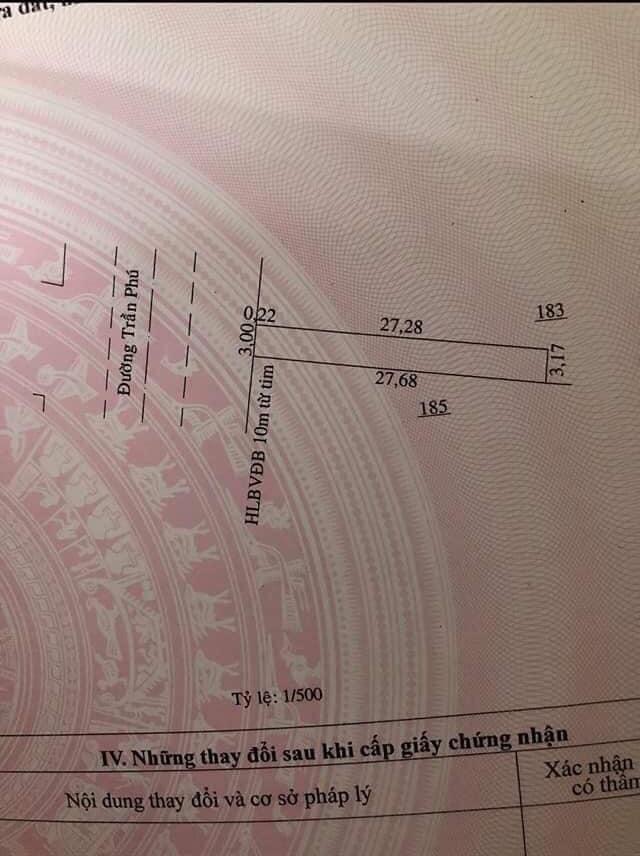 Đường Trần Phú
0,22
3,00
27,28
183
3,17
27,68
185
HLBVĐB 10m từ tim
Tỷ lệ: 1/500
IV. Những thay đổi sau khi cấp giấy chứng nhận
Nội dung thay đổi và cơ sở pháp lý
Xác nhận
có thẩm